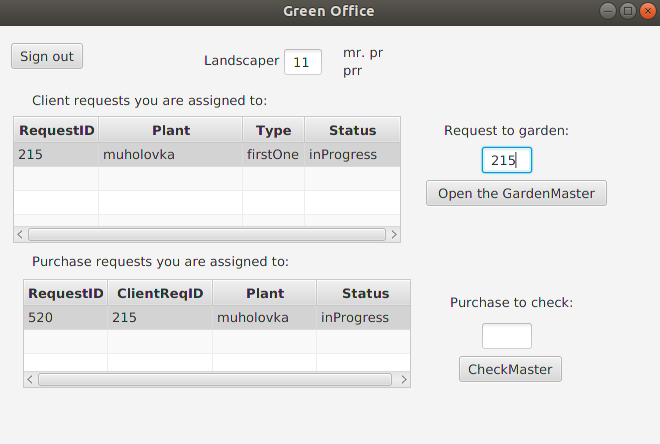 Green Office
Sign out
Landscaper 11 mr. pr
prr
Client requests you are assigned to:
RequestID Plant Type Status
215 muholovka firstOne inProgress
Request to garden:
215
Open the GardenMaster
Purchase requests you are assigned to:
RequestID ClientReqID Plant Status
520 215 muholovka inProgress
Purchase to check:
CheckMaster